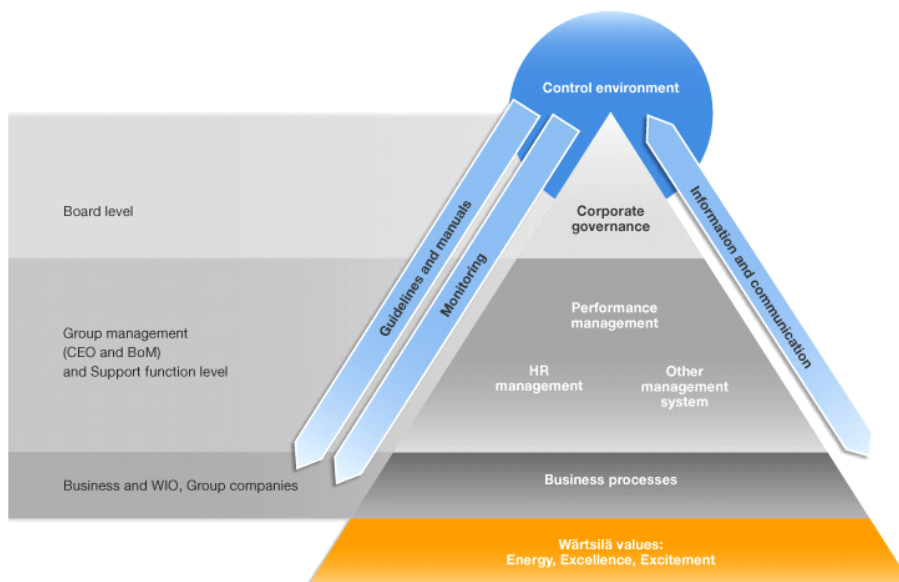 Control environment
Board level
Corporate
governance
Guidelines and manuals
Monitoring
Information and communication
Group management
(CEO and BoM)
and Support function level
Performance
management
HR
management
Other
management
system
Business and WIO, Group companies
Business processes
Wärtsilä values:
Energy, Excellence, Excitement